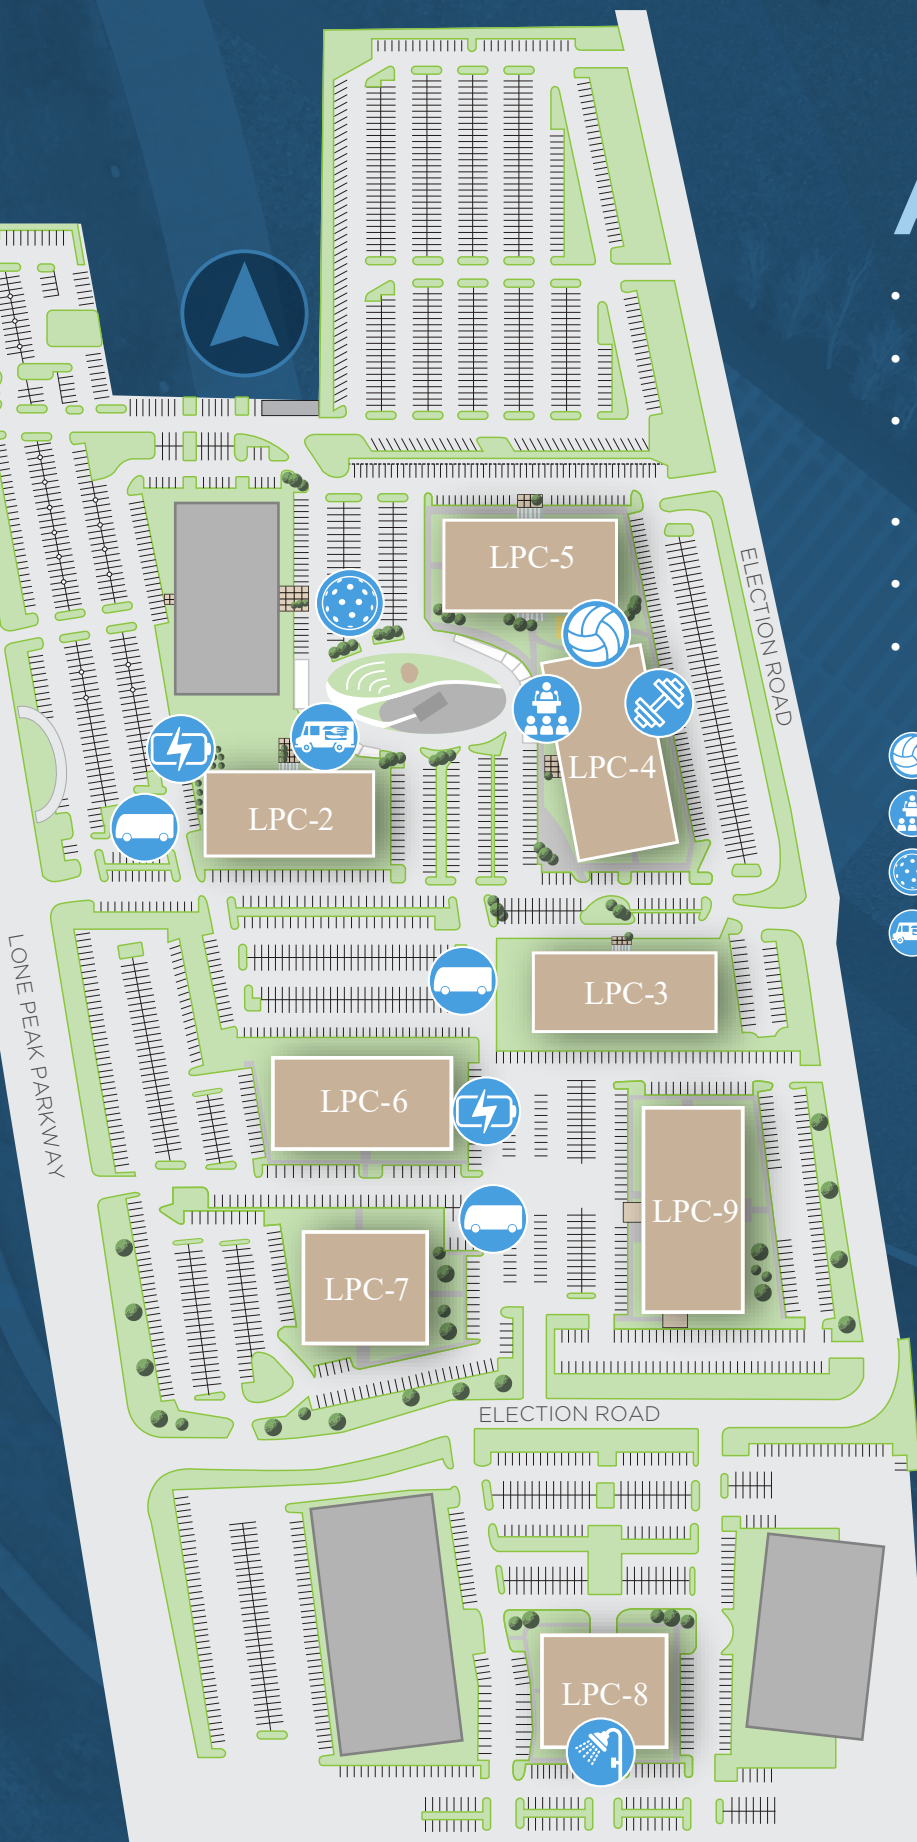 LPC-5
ELECTION ROAD
LPC-4
LPC-2
LONE PEAK PARKWAY
LPC-3
LPC-6
LPC-9
LPC-7
ELECTION ROAD
LPC-8